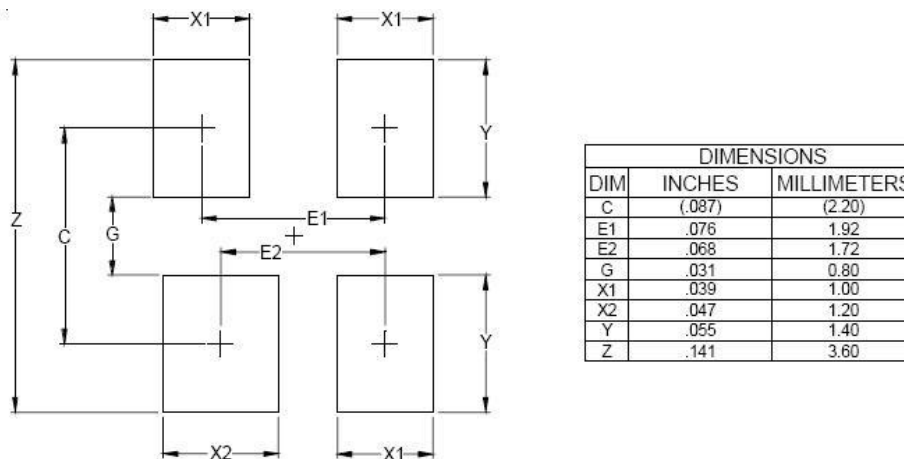 X1 X1
Z C G Y
E1
E2
Y
X2 X1
DIMENSIONS
DIM INCHES MILLIMETERS
C (.087) (2.20)
E1 .076 1.92
E2 .068 1.72
G .031 0.80
X1 .039 1.00
X2 .047 1.20
Y .055 1.40
Z .141 3.60